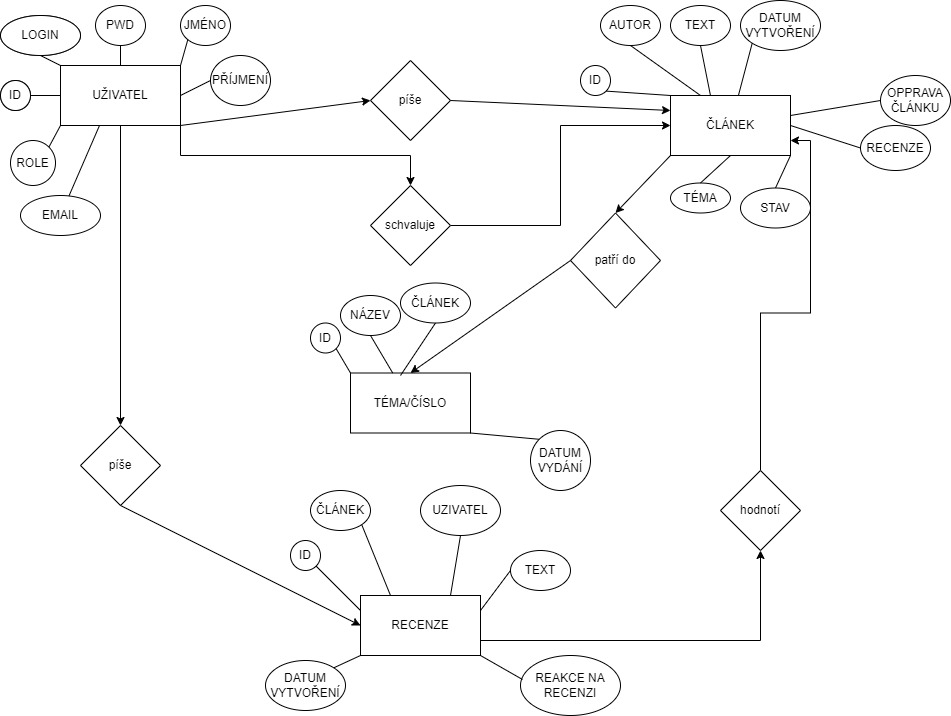 LOGIN
PWD
JMÉNO
PŘÍJMENÍ
ID
UŽIVATEL
ROLE
EMAIL
píše
schvaluje
AUTOR
TEXT
DATUM
VYTVOŘENÍ
ID
ČLÁNEK
OPPRAVA
ČLÁNKU
RECENZE
TÉMA
STAV
patří do
ID
NÁZEV
ČLÁNEK
TÉMA/ČÍSLO
DATUM
VYDÁNÍ
píše
hodnotí
ID
ČLÁNEK
UZIVATEL
TEXT
RECENZE
DATUM
VYTVOŘENÍ
REAKCE NA
RECENZI